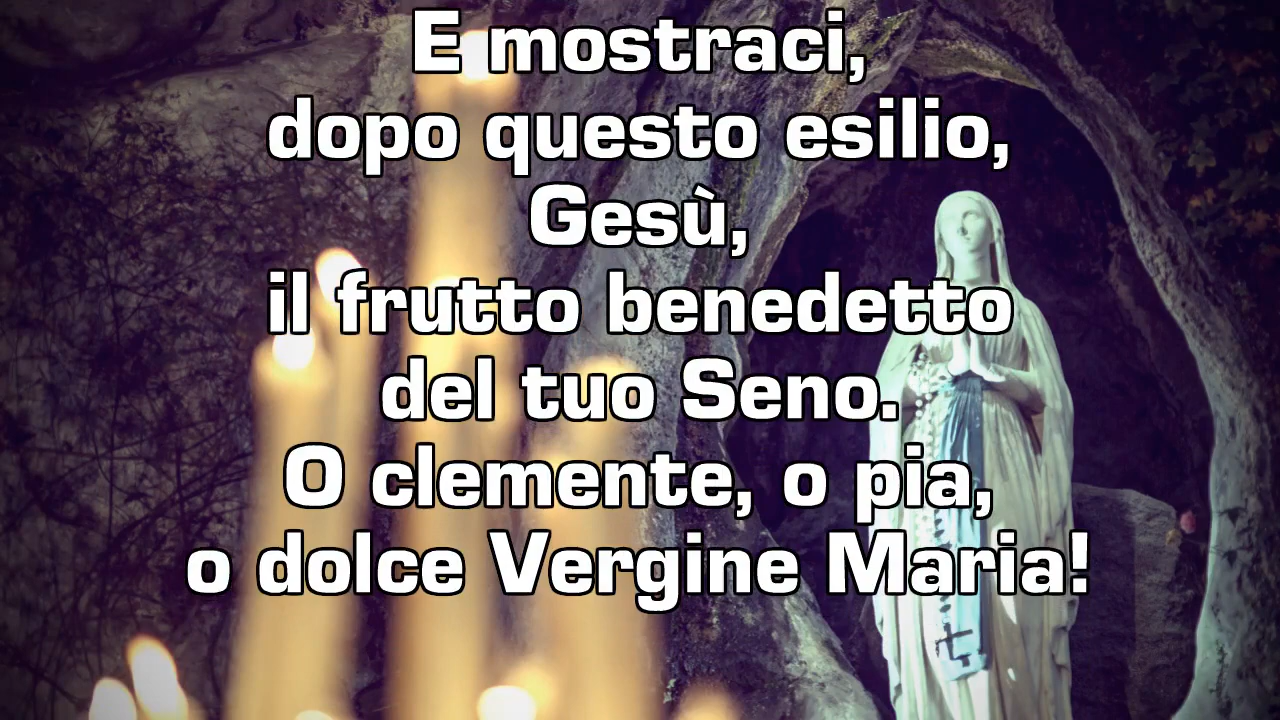 E mostraci,
dopo questo esilio,
Gesù,
il frutto benedetto
del tuo Seno.
O clemente, o pia,
o dolce Vergine Maria!